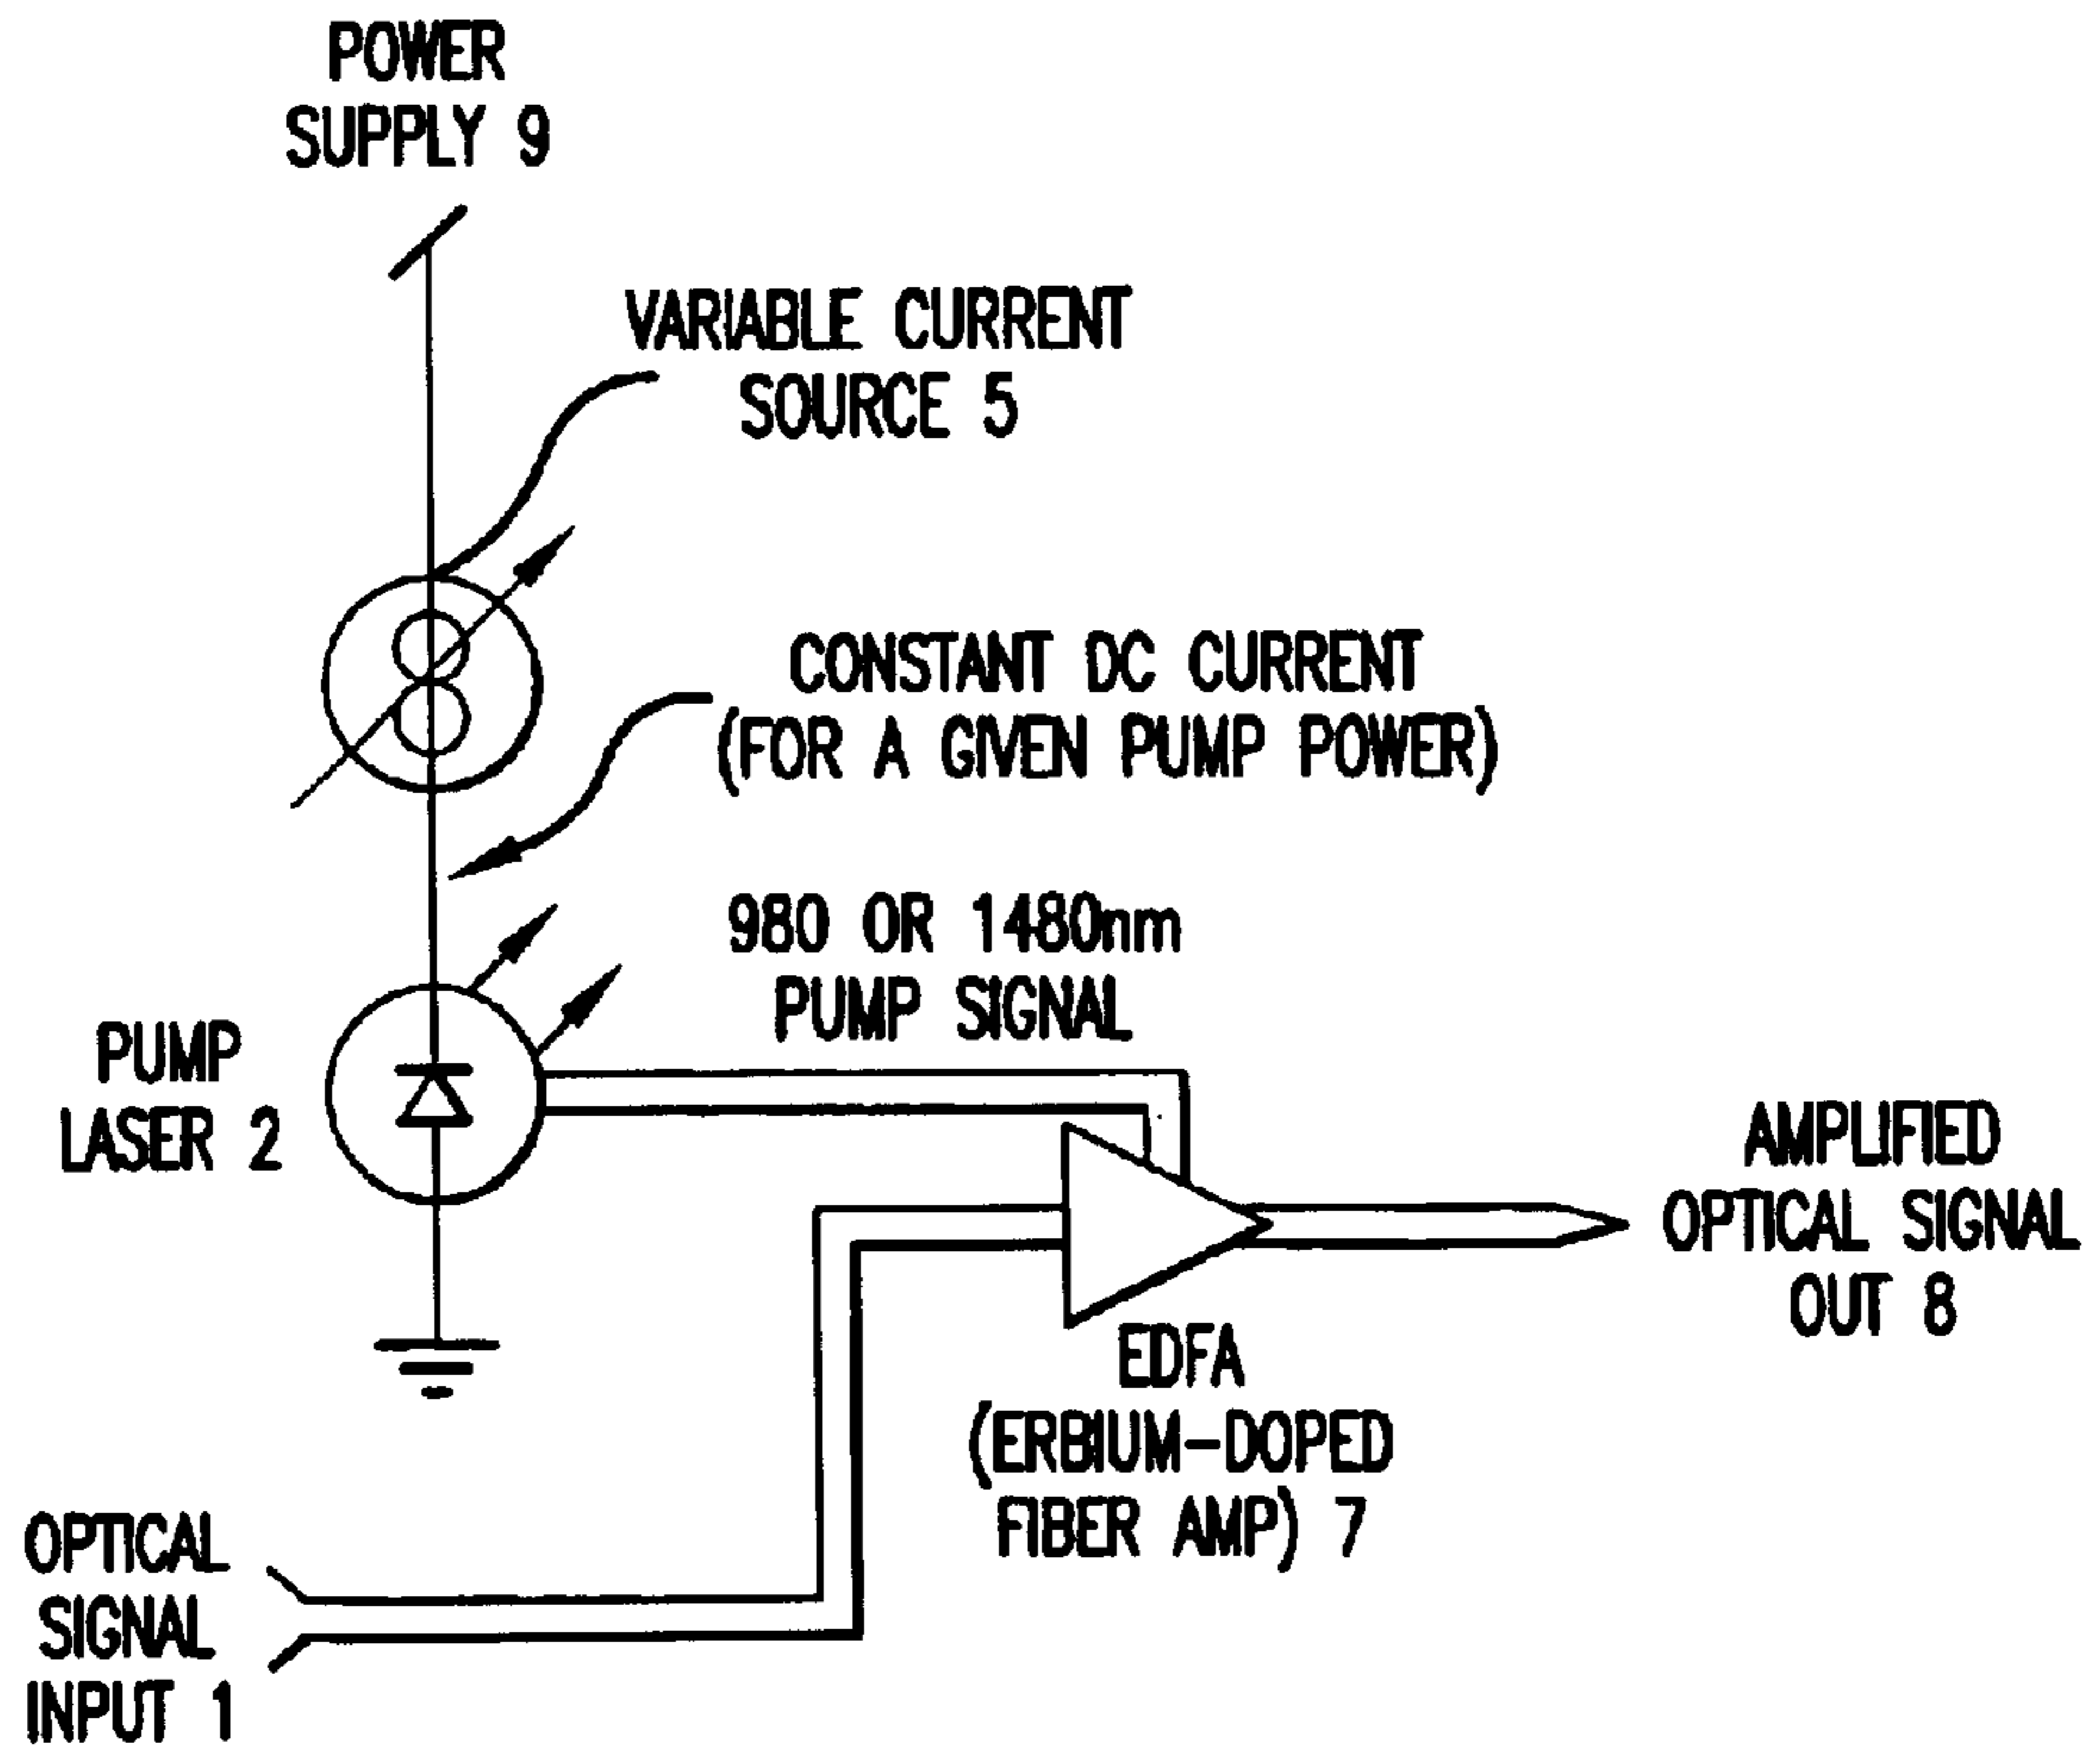 POWER
SUPPLY 9
VARIABLE CURRENT
SOURCE 5
CONSTANT DC CURRENT
(FOR A GIVEN PUMP POWER)
980 OR 1480nm
PUMP SIGNAL
PUMP
LASER 2
AMPLIFIED
OPTICAL SIGNAL
OUT 8
EDFA
(ERBIUM-DOPED
FIBER AMP) 7
OPTICAL
SIGNAL
INPUT 1